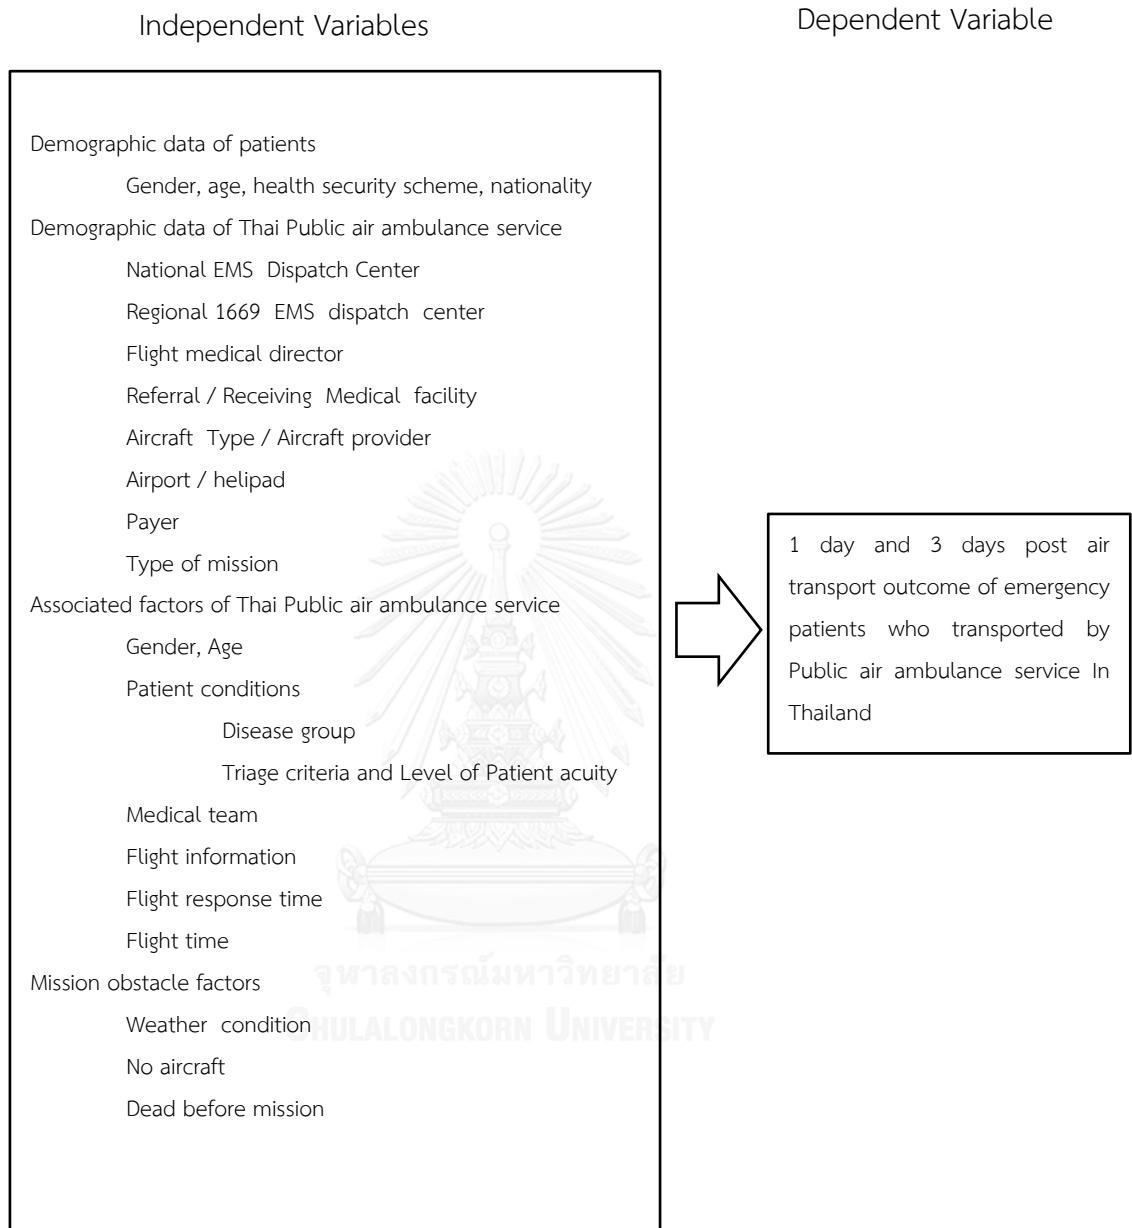 Independent Variables
Dependent Variable
Demographic data of patients
Gender, age, health security scheme, nationality
Demographic data of Thai Public air ambulance service
National EMS Dispatch Center
Regional 1669 EMS dispatch center
Flight medical director
Referral / Receiving Medical facility
Aircraft Type / Aircraft provider
Airport / helipad
Payer
Type of mission
Associated factors of Thai Public air ambulance service
Gender, Age
Patient conditions
Disease group
Triage criteria and Level of Patient acuity
Medical team
Flight information
Flight response time
Flight time
Mission obstacle factors
Weather condition
No aircraft
Dead before mission
1 day and 3 days post air
transport outcome of emergency
patients who transported by
Public air ambulance service In
Thailand
จุฬาลงกรณ์มหาวิทยาลัย
CHULALONGKORN UNIVERSITY